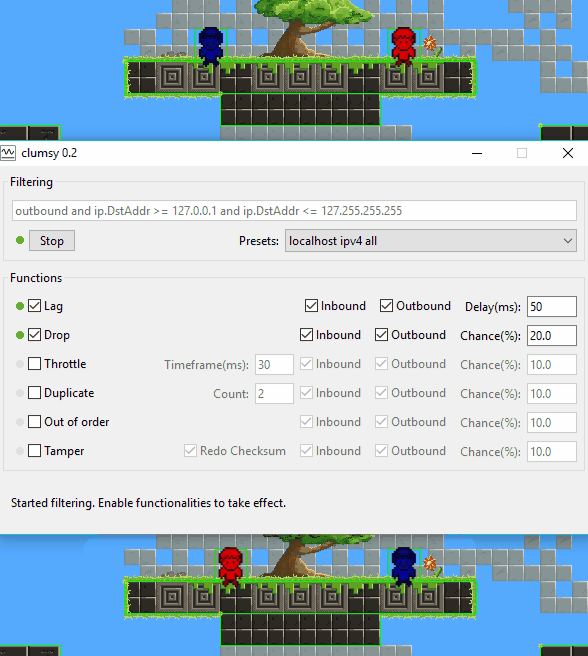 clumsy 0.2
Filtering
outbound and ip.DstAddr >= 127.0.0.1 and ip.DstAddr <= 127.255.255.255
Stop Presets: localhost ipv4 all
Functions
Lag Inbound Outbound Delay(ms): 50
Drop Inbound Outbound Chance(%): 20.0
Throttle Timeframe(ms): 30 Inbound Outbound Chance(%): 10.0
Duplicate Count: 2 Inbound Outbound Chance(%): 10.0
Out of order Inbound Outbound Chance(%): 10.0
Tamper Redo Checksum Inbound Outbound Chance(%): 10.0
Started filtering. Enable functionalities to take effect.